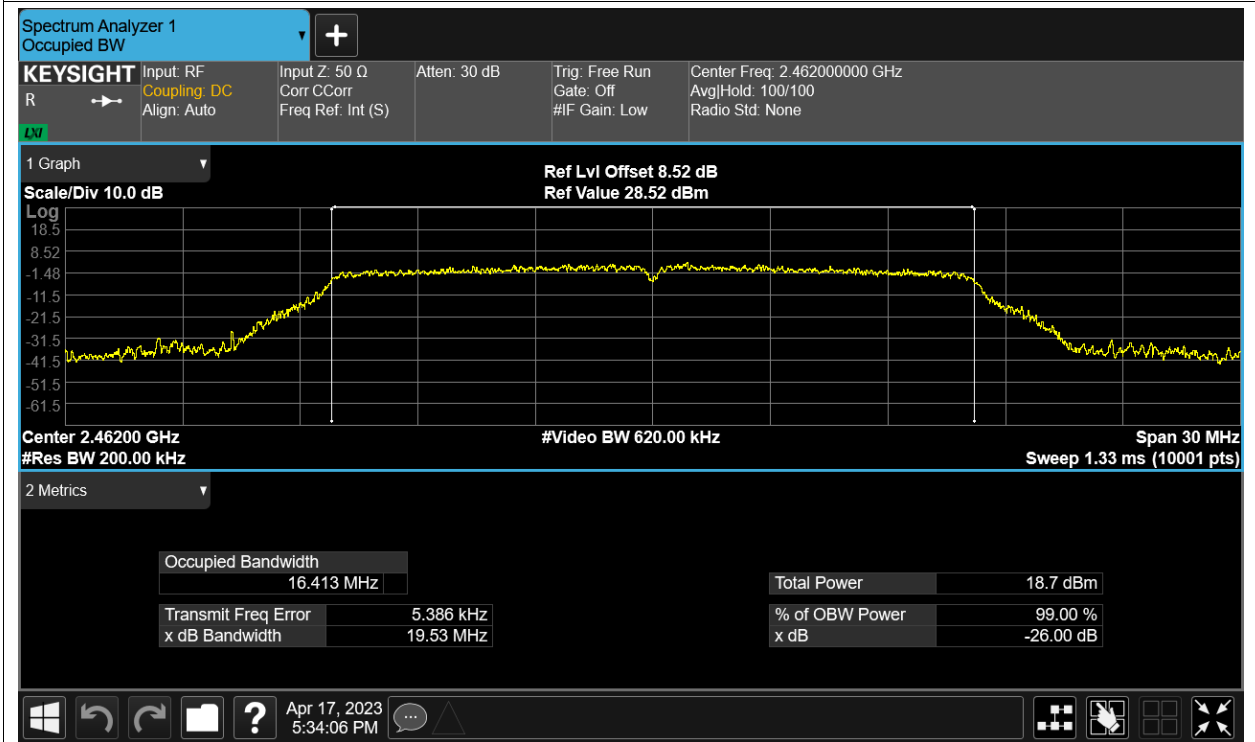 Spectrum Analyzer 1
Occupied BW
KEYSIGHT Input: RF Input Z: 50 Ω Atten: 30 dB Trig: Free Run Center Freq: 2.462000000 GHz
R Coupling: DC Corr CCorr Gate: Off Avg|Hold: 100/100
Align: Auto Freq Ref: Int (S) #IF Gain: Low Radio Std: None
LXI
1 Graph
Ref Lvl Offset 8.52 dB
Scale/Div 10.0 dB Ref Value 28.52 dBm
Log
18.5
8.52
-1.48
-11.5
-21.5
-31.5
-41.5
-51.5
-61.5
Center 2.46200 GHz #Video BW 620.00 kHz Span 30 MHz
#Res BW 200.00 kHz Sweep 1.33 ms (10001 pts)
2 Metrics
Occupied Bandwidth
16.413 MHz Total Power 18.7 dBm
Transmit Freq Error 5.386 kHz % of OBW Power 99.00 %
x dB Bandwidth 19.53 MHz x dB -26.00 dB
? Apr 17, 2023
5:34:06 PM